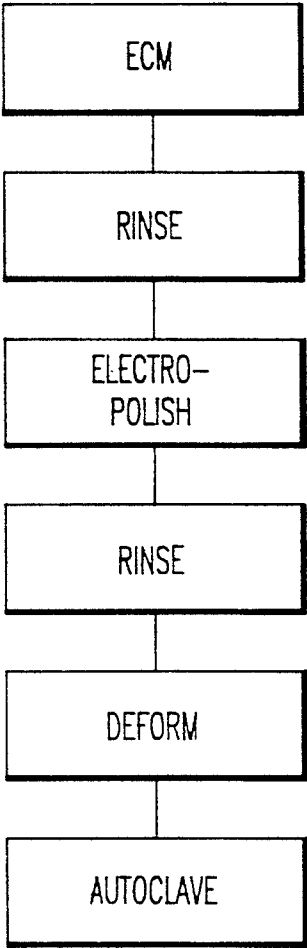 ECM
RINSE
ELECTRO-
POLISH
RINSE
DEFORM
AUTOCLAVE